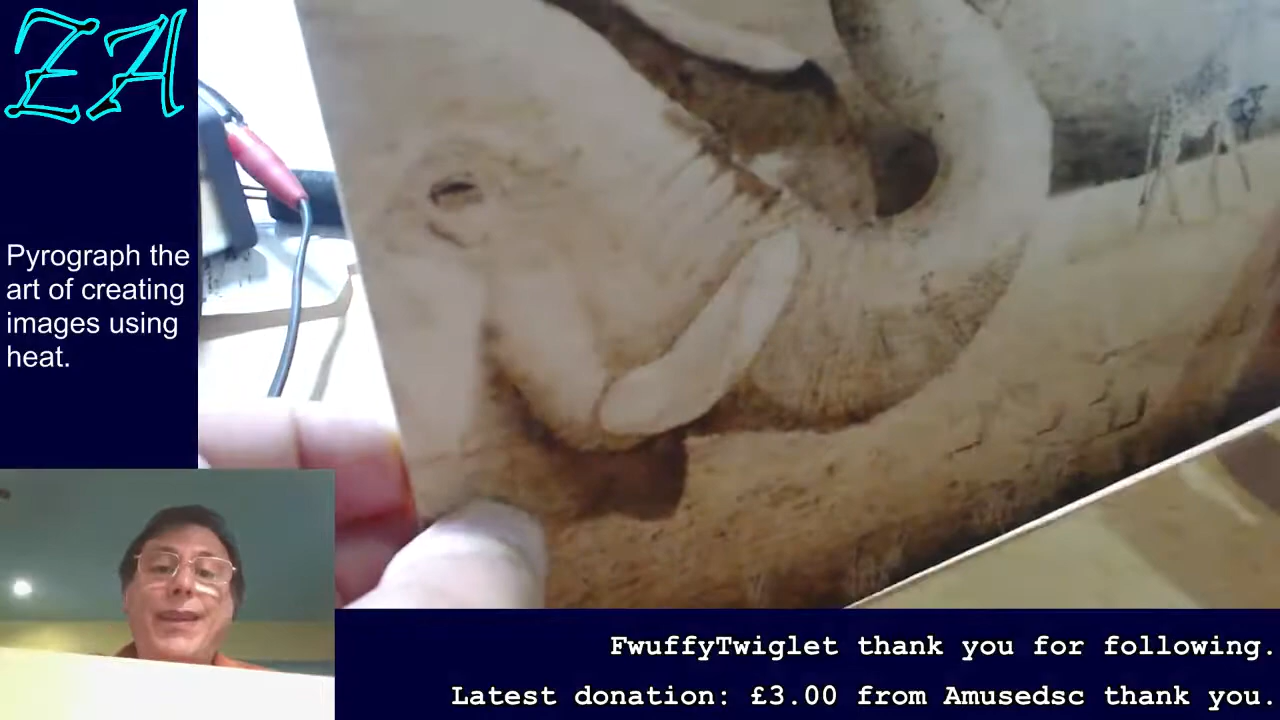 ZA
Pyrograph the
art of creating
images using
heat.
FwuffyTwiglet thank you for following.
Latest donation: £3.00 from Amusedsc thank you.